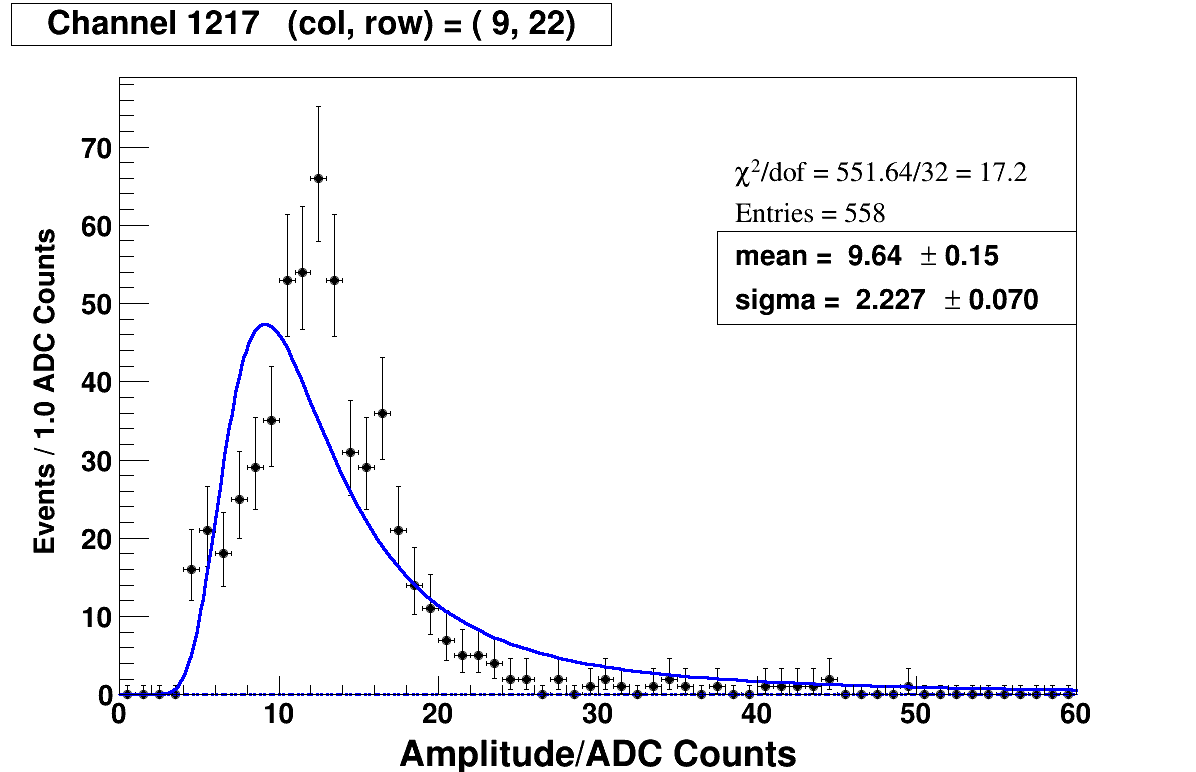 Channel 1217 (col, row) = ( 9, 22)
χ²/dof = 551.64/32 = 17.2
Entries = 558
mean = 9.64 ± 0.15
sigma = 2.227 ± 0.070
Events / 1.0 ADC Counts
70
60
50
40
30
20
10
0
0 10 20 30 40 50 60
Amplitude/ADC Counts